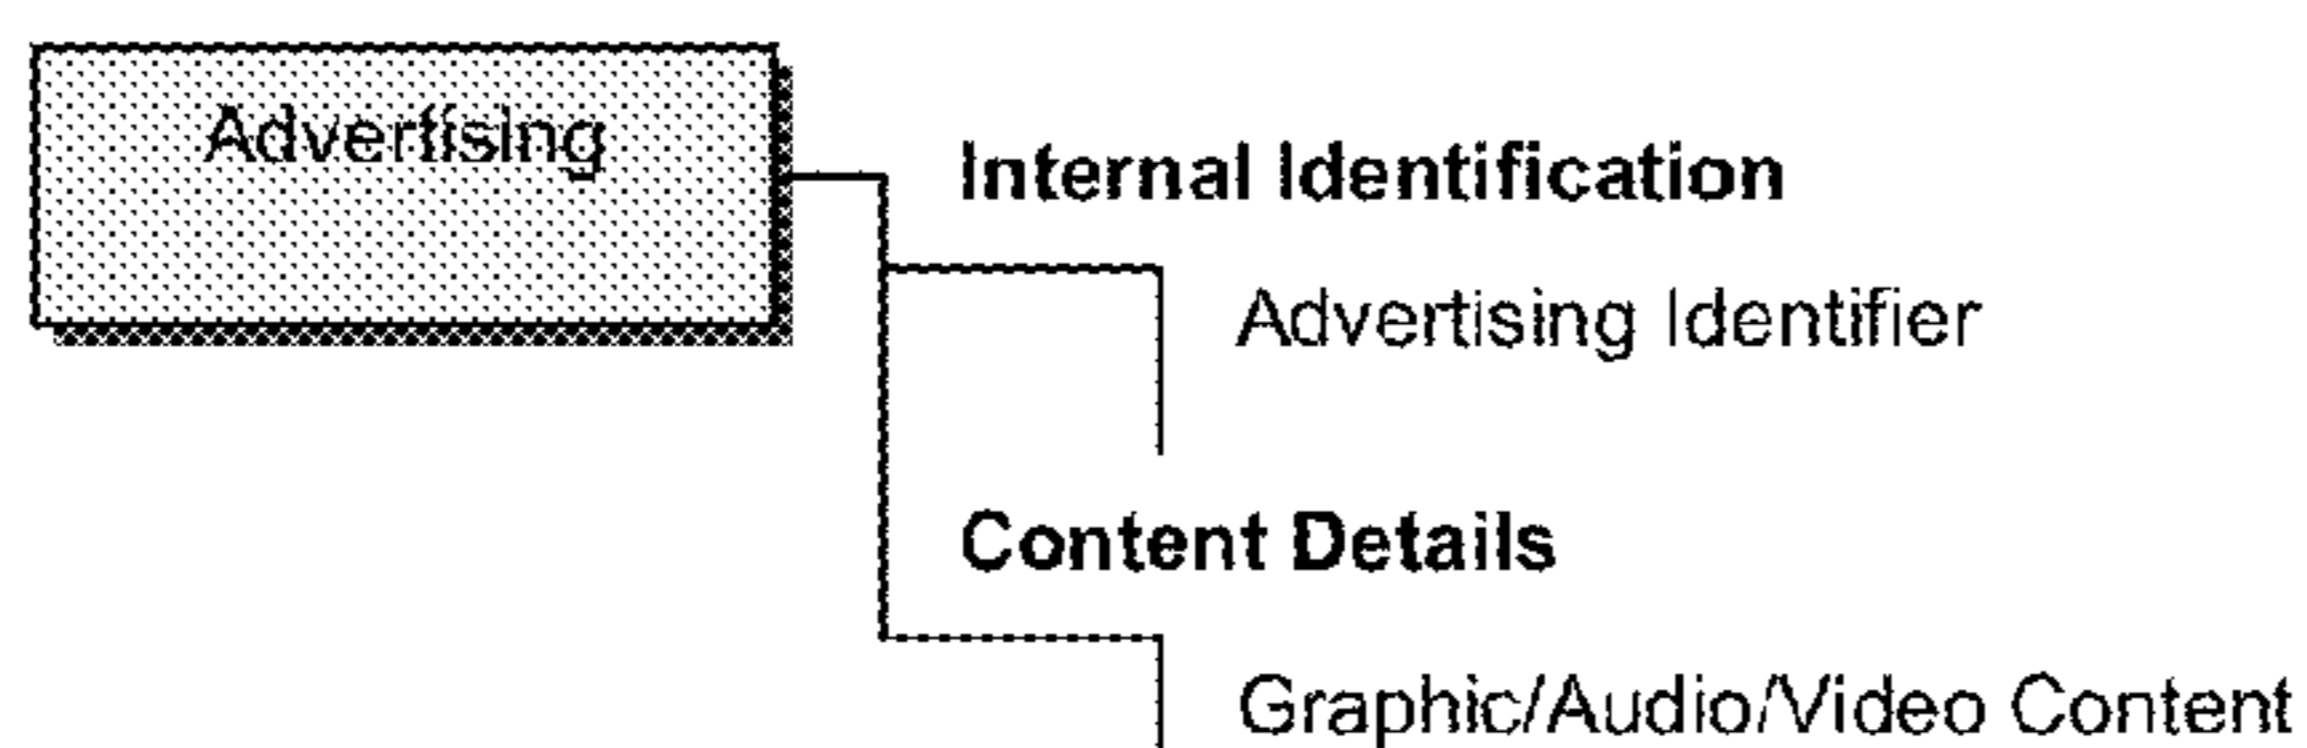 Advertising
Internal Identification
Advertising Identifier
Content Details
Graphic/Audio/Video Content